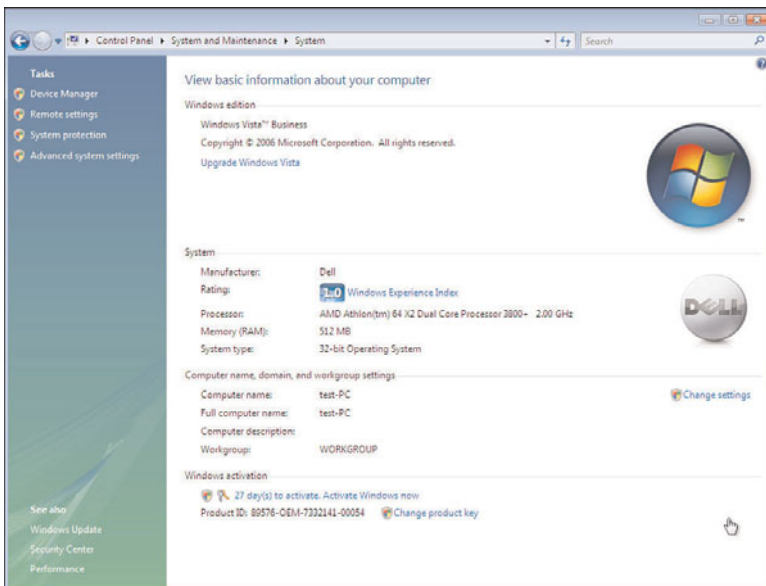 Control Panel ▸ System and Maintenance ▸ System
Search
Tasks
Device Manager
Remote settings
System protection
Advanced system settings
See also
Windows Update
Security Center
Performance
View basic information about your computer
Windows edition
Windows Vista™ Business
Copyright © 2006 Microsoft Corporation. All rights reserved.
Upgrade Windows Vista
System
Manufacturer: Dell
Rating: 1.0 Windows Experience Index
Processor: AMD Athlon(tm) 64 X2 Dual Core Processor 3800+ 2.00 GHz
Memory (RAM): 512 MB
System type: 32-bit Operating System
DELL
Computer name, domain, and workgroup settings
Computer name: test-PC
Change settings
Full computer name: test-PC
Computer description:
Workgroup: WORKGROUP
Windows activation
27 day(s) to activate. Activate Windows now
Product ID: 89576-OEM-7332141-00054 Change product key